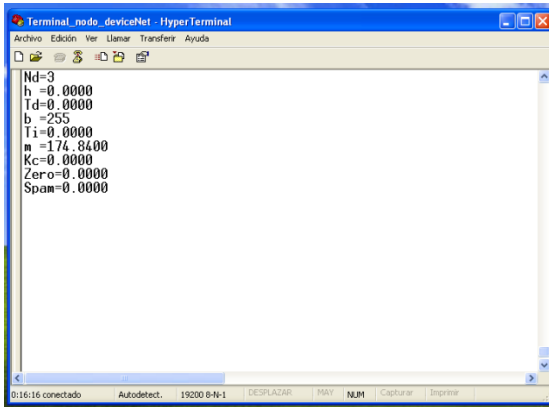 Terminal_nodo_deviceNet - HyperTerminal
Archivo Edición Ver Llamar Transferir Ayuda
Nd=3
h =0.0000
Td=0.0000
b =255
Ti=0.0000
m =174.8400
Kc=0.0000
Zero=0.0000
Spam=0.0000
0:16:16 conectado Autodetect. 19200 8-N-1 DESPLAZAR MAY NUM Capturar Imprimir